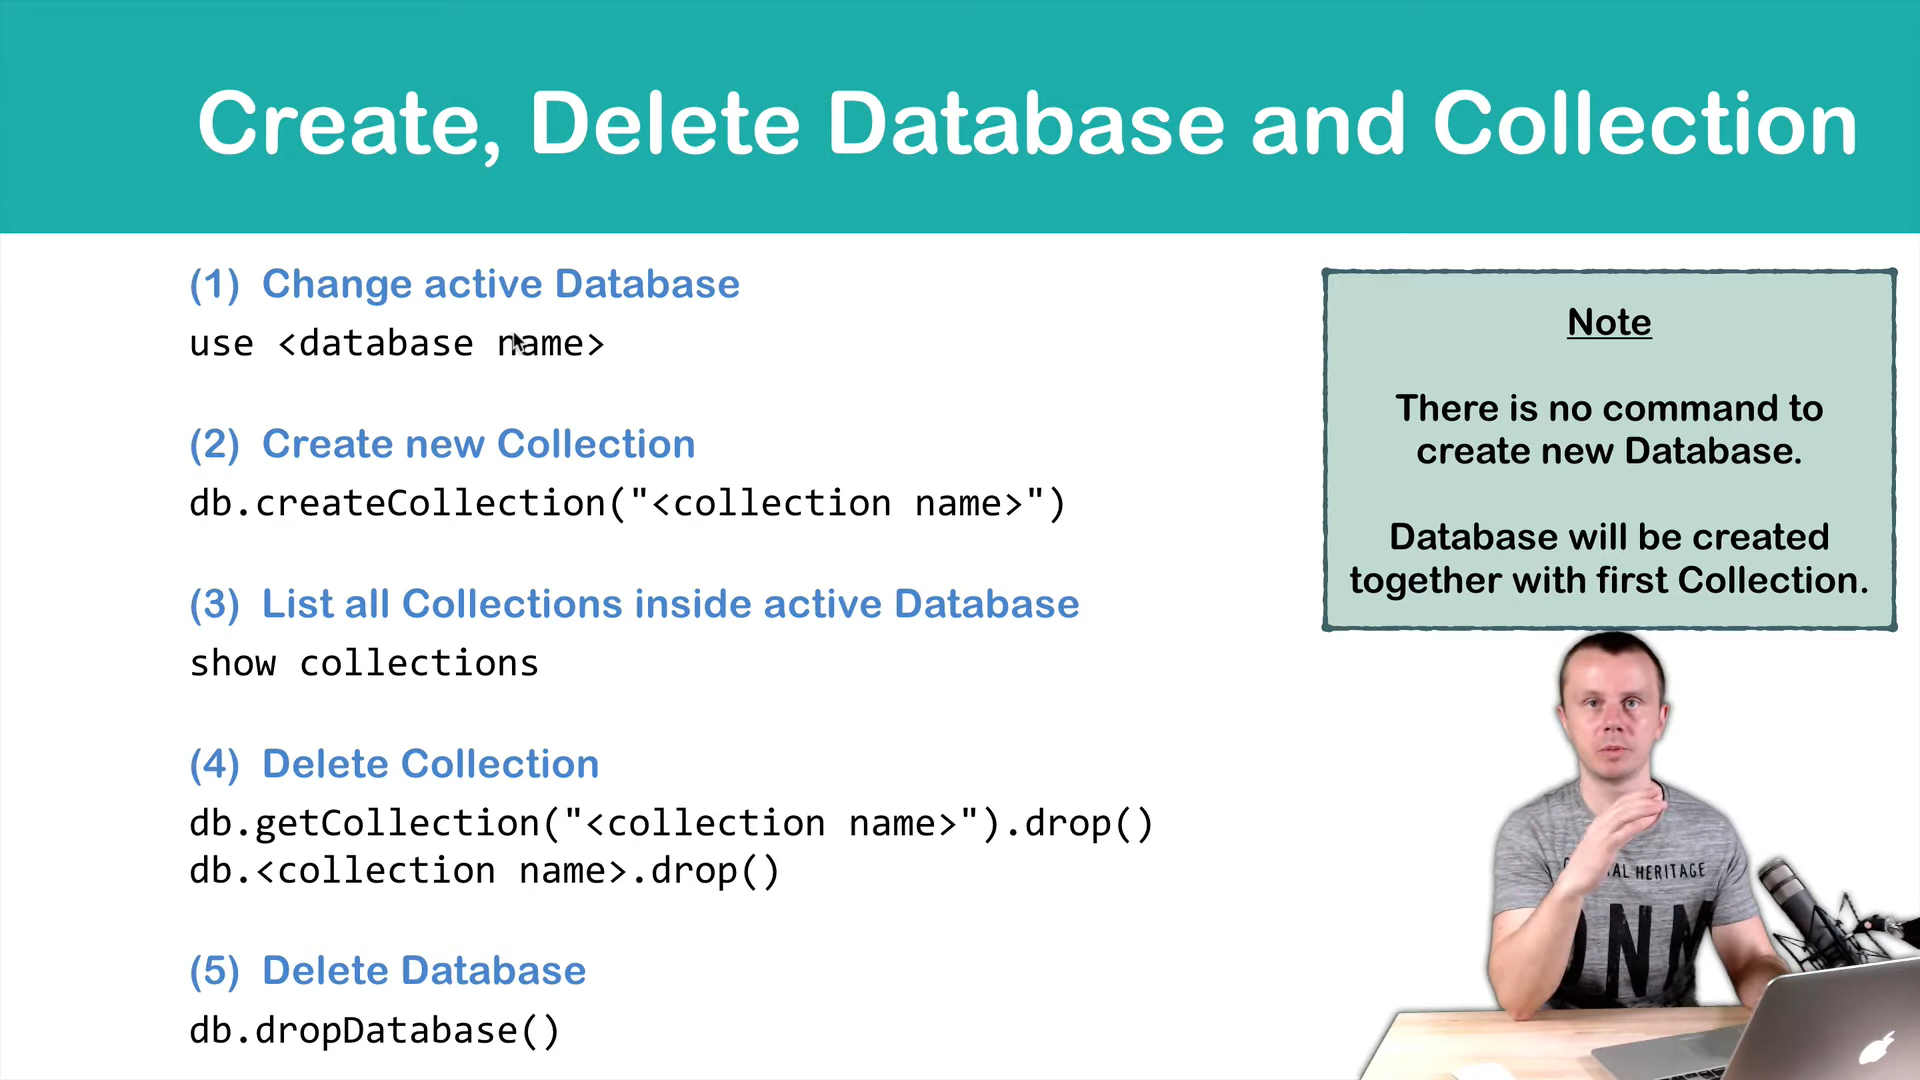 Create, Delete Database and Collection
(1) Change active Database
use <database name>
(2) Create new Collection
db.createCollection("<collection name>")
(3) List all Collections inside active Database
show collections
(4) Delete Collection
db.getCollection("<collection name>").drop()
db.<collection name>.drop()
(5) Delete Database
db.dropDatabase()
Note
There is no command to
create new Database.
Database will be created
together with first Collection.
HERITAGE